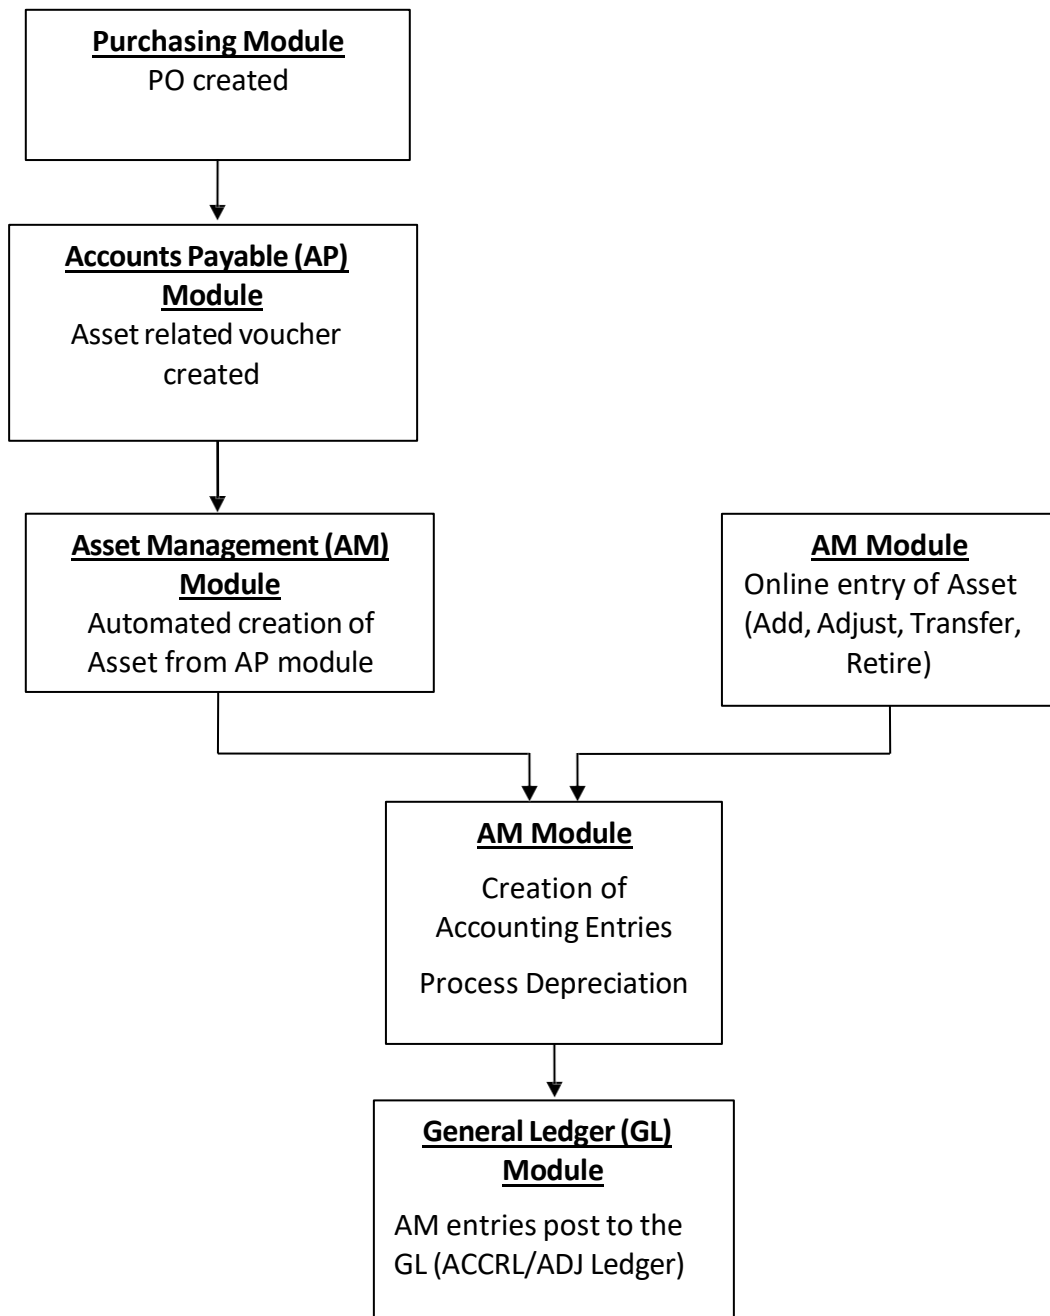 Purchasing Module
PO created
Accounts Payable (AP)
Module
Asset related voucher
created
Asset Management (AM)
Module
Automated creation of
Asset from AP module
AM Module
Online entry of Asset
(Add, Adjust, Transfer,
Retire)
AM Module
Creation of
Accounting Entries
Process Depreciation
General Ledger (GL)
Module
AM entries post to the
GL (ACCRL/ADJ Ledger)